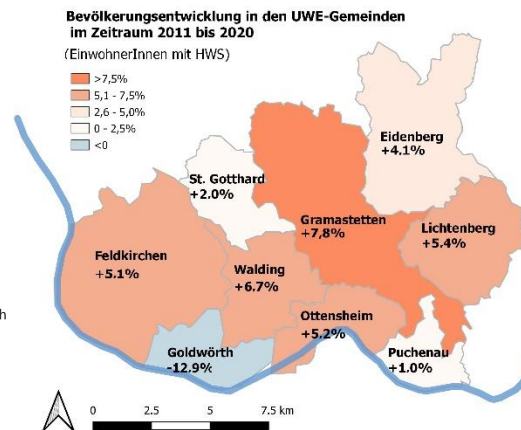 Bevölkerungsentwicklung in den UWE-Gemeinden
im Zeitraum 2011 bis 2020
(EinwohnerInnen mit HWS)
>7,5%
5,1 - 7,5%
2,6 - 5,0%
0 - 2,5%
<0
Eidenberg
+4.1%
St. Gotthard
+2.0%
Gramastetten
+7,8%
Lichtenberg
+5.4%
Feldkirchen
+5.1%
Walding
+6.7%
Ottensheim
+5.2%
Goldwörth
-12.9%
Puchenau
+1.0%
h
0 2.5 5 7.5 km